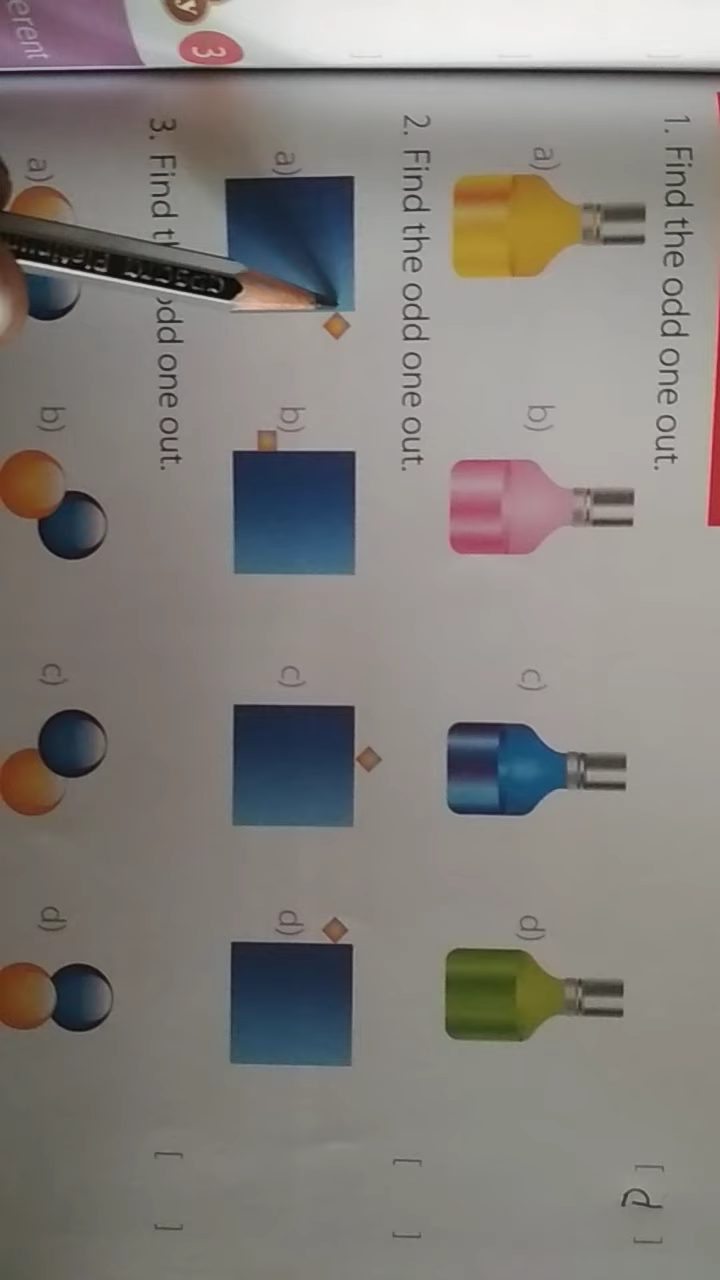 erent
y
3
1. Find the odd one out.
a)
b)
c)
d)
[ d ]
2. Find the odd one out.
a)
b)
c)
d)
[ ]
3. Find th odd one out.
a)
b)
c)
d)
[ ]